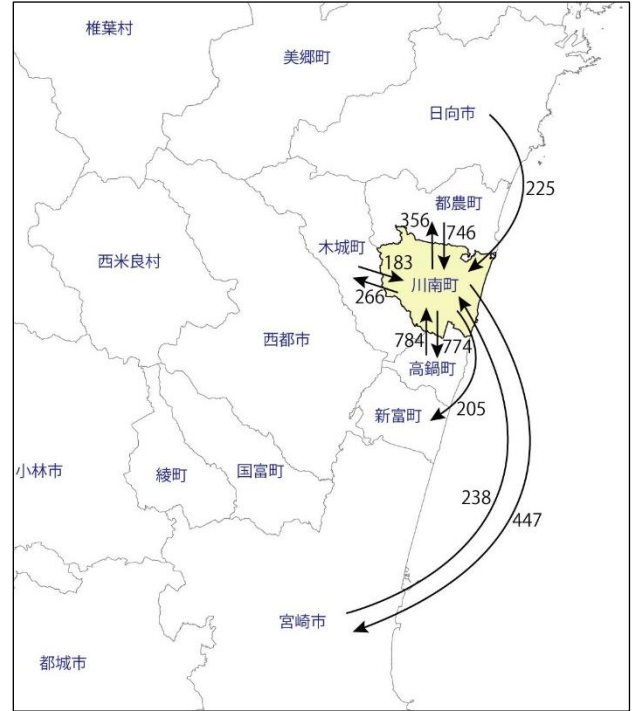 椎葉村
美郷町
日向市
225
都農町
356
746
木城町
183
川南町
西米良村
266
西都市
784
774
高鍋町
新富町
205
小林市
綾町
国富町
238
447
宮崎市
都城市